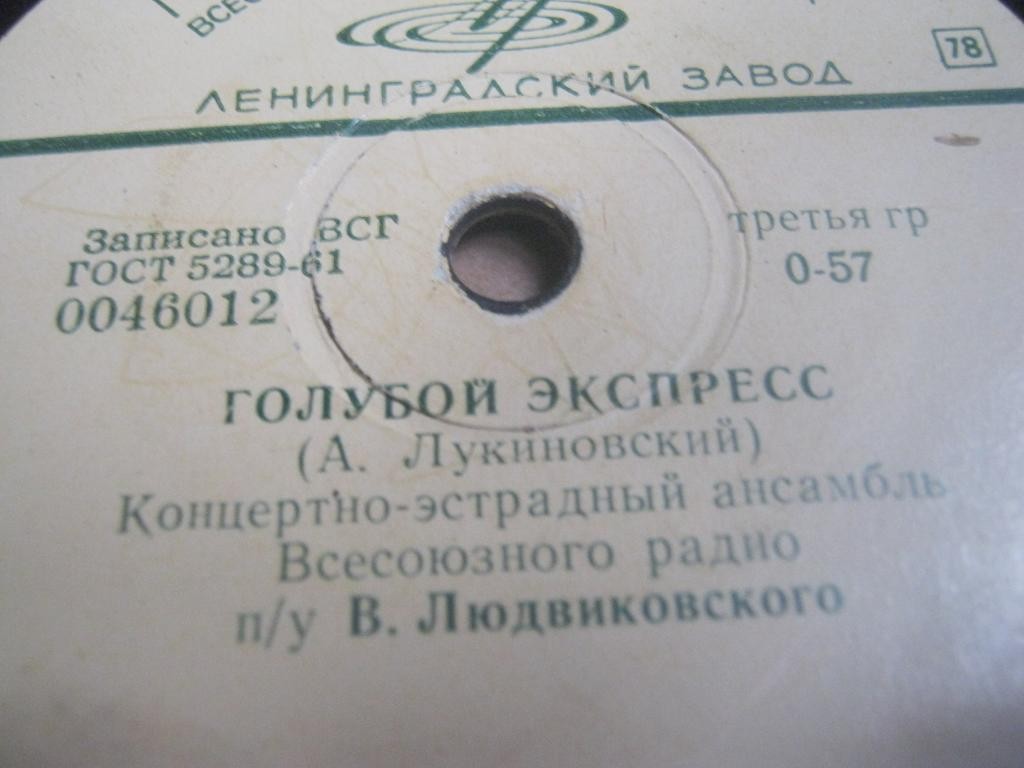 ЛЕНИНГРАДСКИЙ ЗАВОД
78
Записано ВСГ
ГОСТ 5289-61
0046012
третья гр
0-57
ГОЛУБОЙ ЭКСПРЕСС
(А. Лукиновский)
Концертно-эстрадный ансамбль
Всесоюзного радио
п/у В. Людвиковского